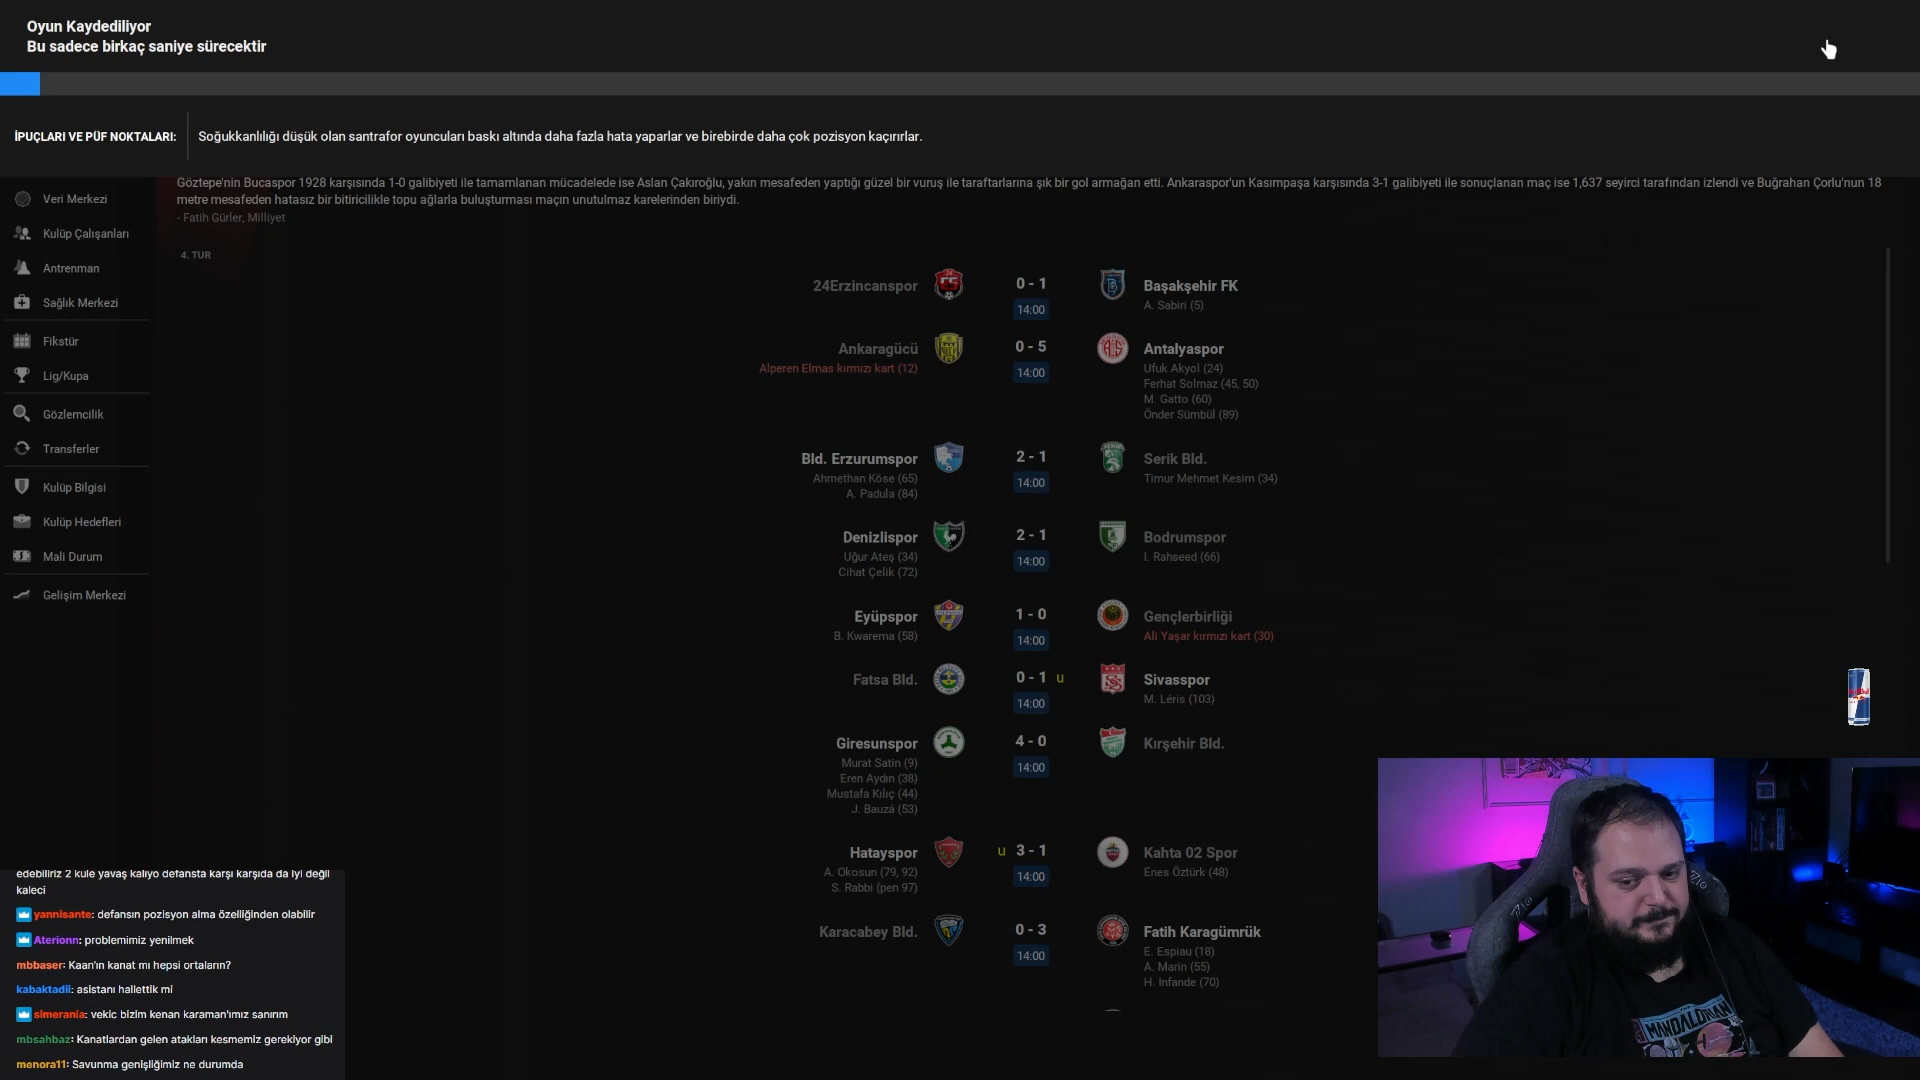 Oyun Kaydediliyor
Bu sadece birkaç saniye sürecektir
İPUÇLARI VE PÜF NOKTALARI:
Soğukkanlılığı düşük olan santrafor oyuncuları baskı altında daha fazla hata yaparlar ve birebirde daha çok pozisyon kaçırırlar.
Göztepe'nin Bucaspor 1928 karşısında 1-0 galibiyeti ile tamamlanan mücadelede ise Aslan Çakıroğlu, yakın mesafeden yaptığı güzel bir vuruş ile taraftarlarına şık bir gol armağan etti. Ankaraspor'un Kasımpaşa karşısında 3-1 galibiyeti ile sonuçlanan maç ise 1,637 seyirci tarafından izlendi ve Buğrahan Çorlu'nun 18
metre mesafeden hatasız bir bitiricilikle topu ağlarla buluşturması maçın unutulmaz karelerinden biriydi.
- Fatih Gürler, Milliyet
Veri Merkezi
Kulüp Çalışanları
Antrenman
Sağlık Merkezi
Fikstür
Lig/Kupa
Gözlemcilik
Transferler
Kulüp Bilgisi
Kulüp Hedefleri
Mali Durum
Gelişim Merkezi
4. TUR
24Erzincanspor 0 - 1 Başakşehir FK
14:00 A. Sabiri (5)
Ankaragücü 0 - 5 Antalyaspor
Alperen Elmas kırmızı kart (12) 14:00 Ufuk Akyol (24)
Ferhat Solmaz (45, 50)
M. Gatto (60)
Önder Sümbül (89)
Bld. Erzurumspor 2 - 1 Serik Bld.
Ahmethan Köse (65) 14:00 Timur Mehmet Kesim (34)
A. Padula (84)
Denizlispor 2 - 1 Bodrumspor
Uğur Ateş (34) 14:00 I. Rahseed (66)
Cihat Çelik (72)
Eyüpspor 1 - 0 Gençlerbirliği
B. Kwarema (58) 14:00 Ali Yaşar kırmızı kart (30)
Fatsa Bld. 0 - 1 u Sivasspor
14:00 M. Léris (103)
Giresunspor 4 - 0 Kırşehir Bld.
Murat Satin (9) 14:00
Eren Aydın (38)
Mustafa Kılıç (44)
J. Bauzá (53)
Hatayspor u 3 - 1 Kahta 02 Spor
A. Okosun (79, 92) 14:00 Enes Öztürk (48)
S. Rabbi (pen 97)
Karacabey Bld. 0 - 3 Fatih Karagümrük
14:00 E. Espiau (18)
A. Marin (55)
H. Infande (70)
edebiliriz 2 kule yavaş kalıyo defansta karşı karşıda da iyi değil
kaleci
yannisante: defansın pozisyon alma özelliğinden olabilir
Aterionn: problemimiz yenilmek
mbbaser: Kaan'ın kanat mı hepsi ortaların?
kabaktadii: asistanı hallettik mi
simerania: vekic bizim kenan karaman'ımız sanırım
mbsahbaz: Kanatlardan gelen atakları kesmemiz gerekiyor gibi
menora11: Savunma genişliğimiz ne durumda
MANDALORIAN